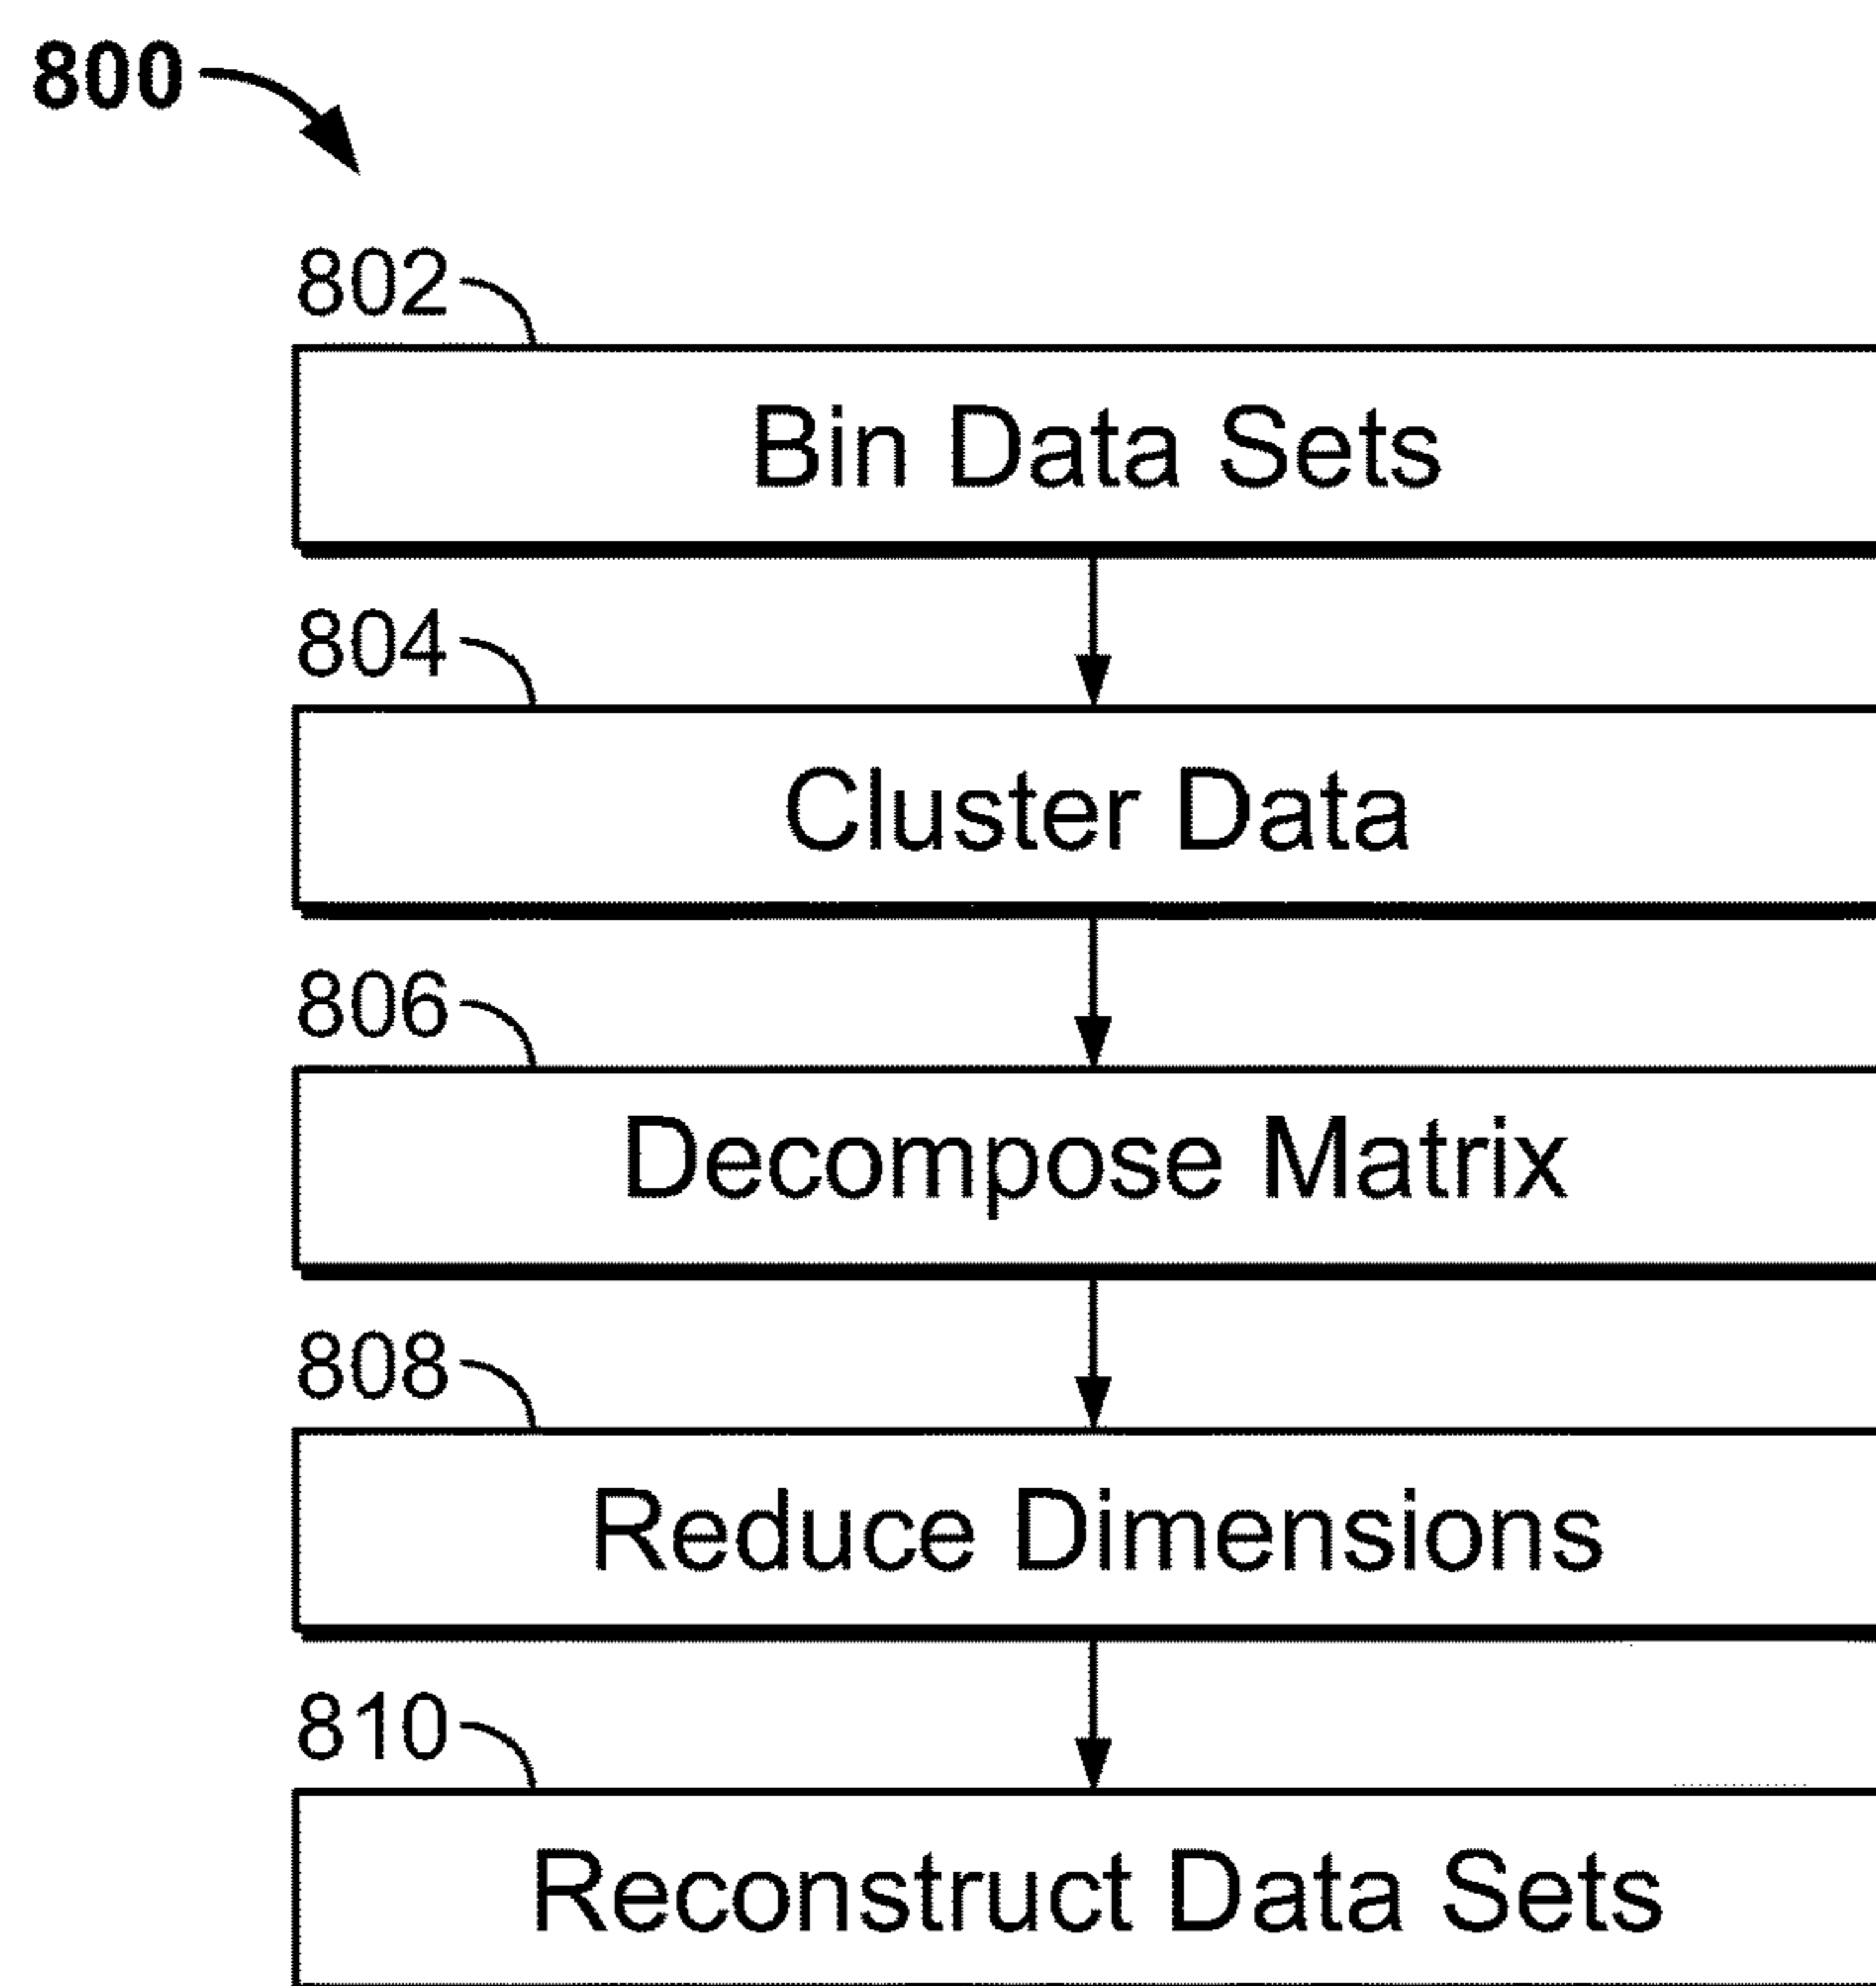 800
802
Bin Data Sets
804
Cluster Data
806
Decompose Matrix
808
Reduce Dimensions
810
Reconstruct Data Sets